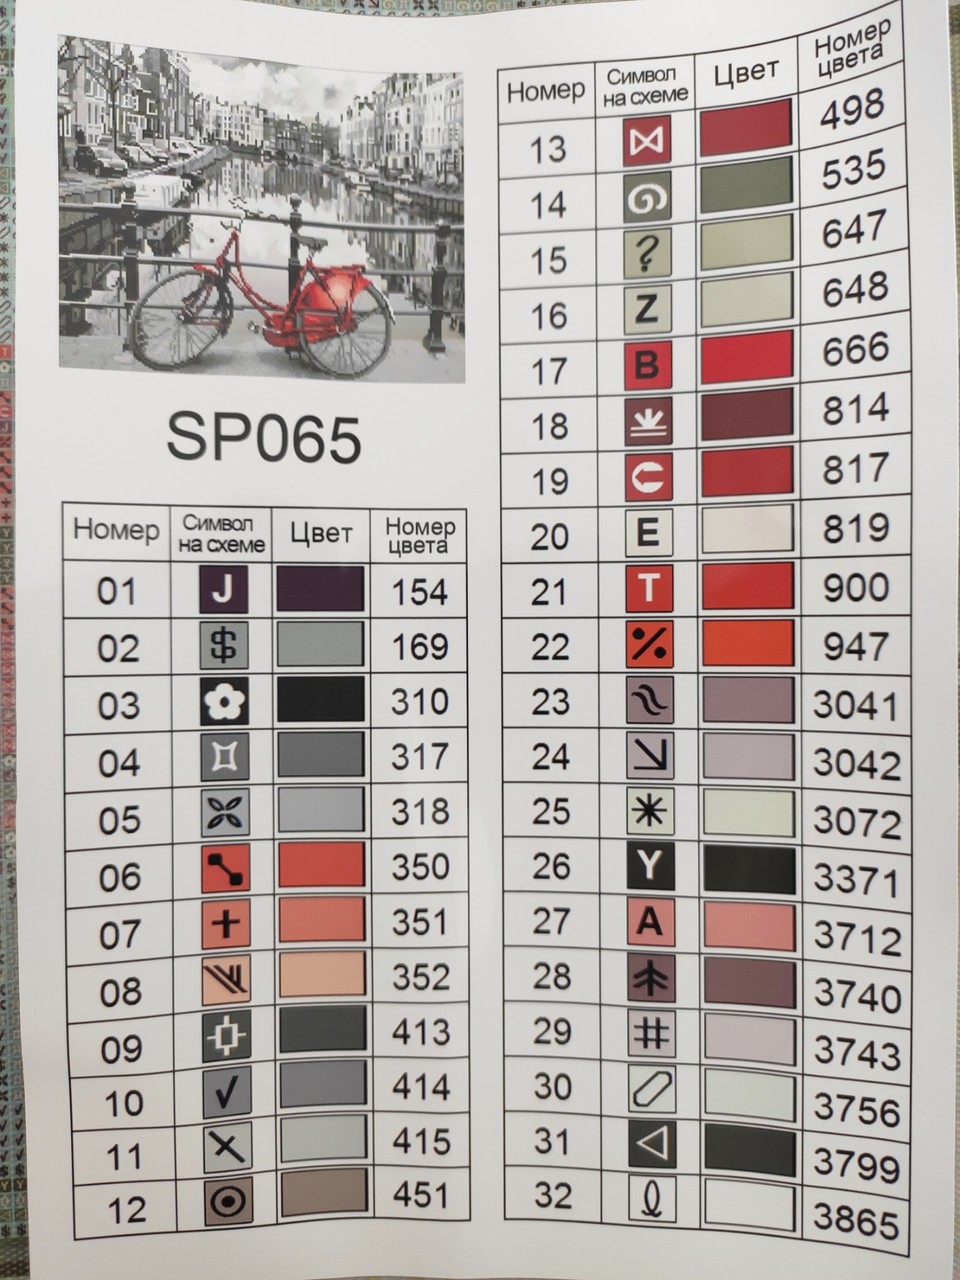 SP065
Номер Символ на схеме Цвет Номер цвета
01 J 154
02 $ 169
03 310
04 317
05 318
06 350
07 + 351
08 352
09 413
10 ✓ 414
11 415
12 451
Номер Символ на схеме Цвет Номер цвета
13 498
14 535
15 ? 647
16 Z 648
17 B 666
18 814
19 C 817
20 E 819
21 T 900
22 % 947
23 3041
24 3042
25 * 3072
26 Y 3371
27 A 3712
28 3740
29 # 3743
30 3756
31 3799
32 3865